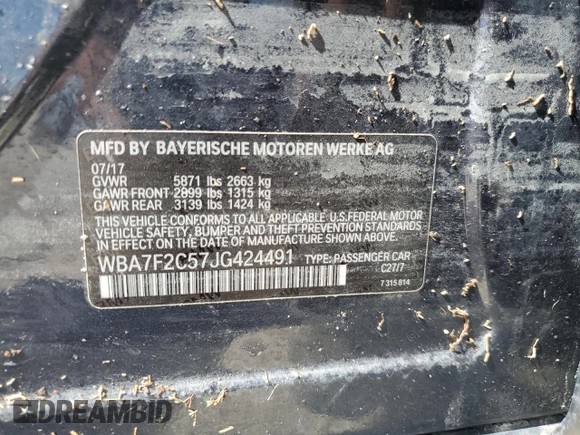 MFD BY BAYERISCHE MOTOREN WERKE AG
07/17
GVWR 5871 lbs 2663 kg
GAWR FRONT 2899 lbs 1315 kg
GAWR REAR 3139 lbs 1424 kg
THIS VEHICLE CONFORMS TO ALL APPLICABLE U.S.FEDERAL MOTOR
VEHICLE SAFETY, BUMPER AND THEFT PREVENTION STANDARDS
IN EFFECT ON THE DATE OF MANUFACTURE SHOWN ABOVE.
WBA7F2C57JG424491 TYPE: PASSENGER CAR
C27/7
7 315 814
DREAMBID